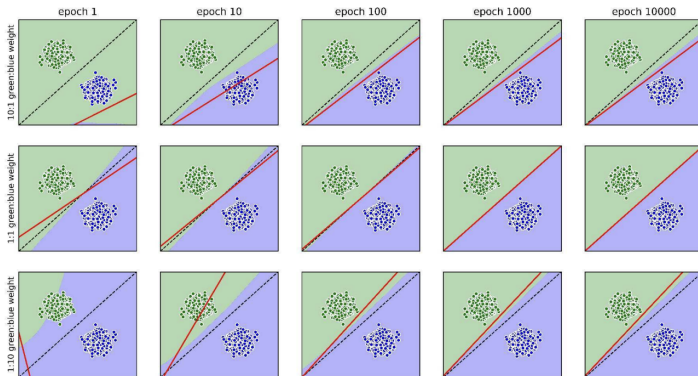 epoch 1
epoch 10
epoch 100
epoch 1000
epoch 10000
10:1 green:blue weight
1:1 green:blue weight
1:10 green:blue weight